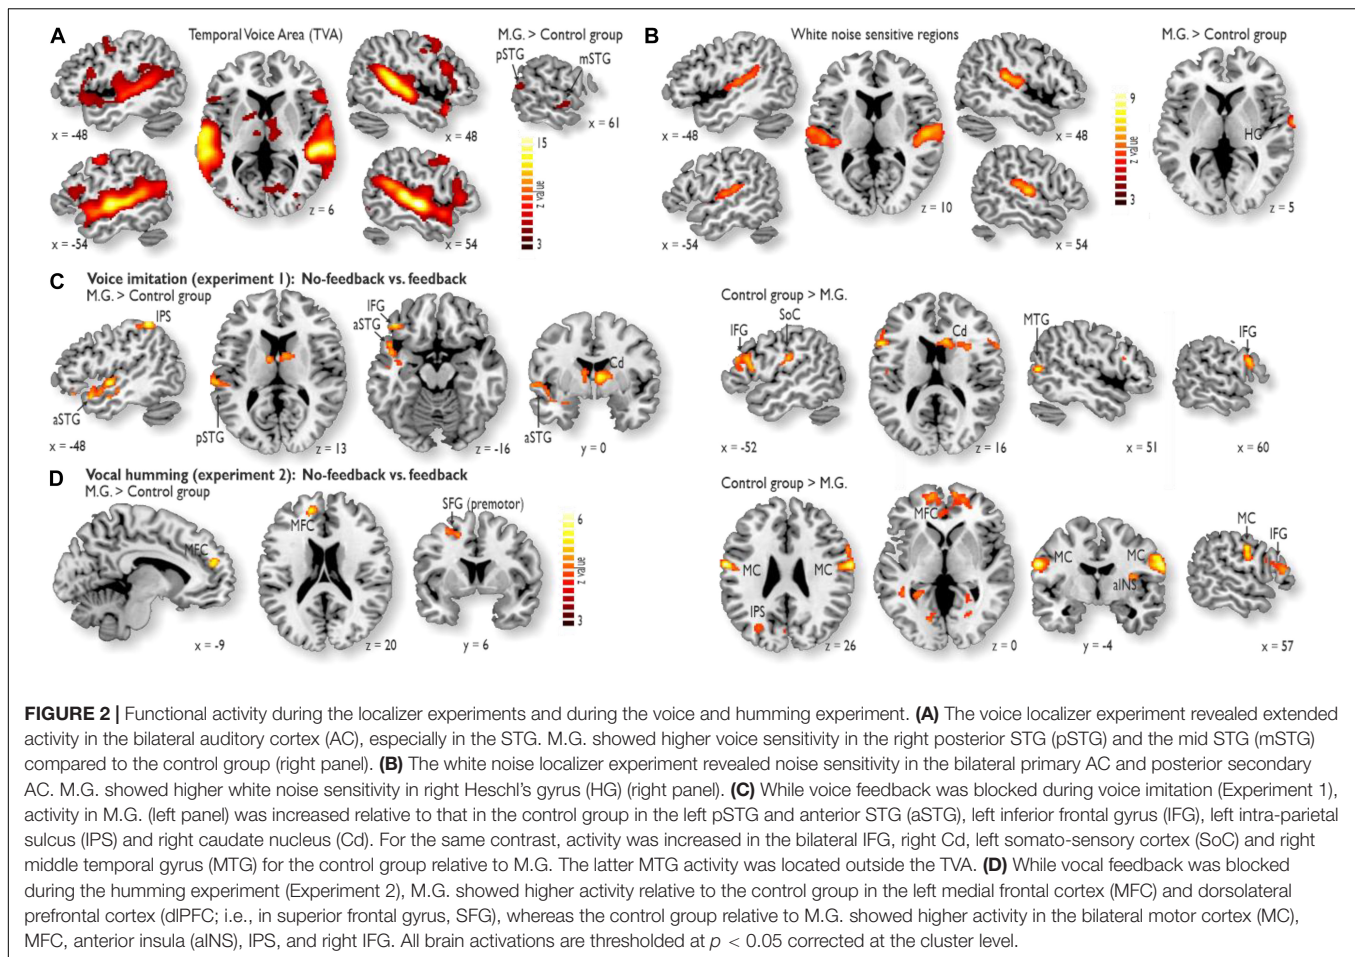 A
Temporal Voice Area (TVA)
M.G. > Control group
pSTG
mSTG
x = -48
x = 48
x = 61
15
z value
3
z = 6
x = -54
x = 54
B
White noise sensitive regions
M.G. > Control group
x = -48
x = 48
9
z value
3
HG
z = 10
z = 5
x = -54
x = 54
C
Voice imitation (experiment 1): No-feedback vs. feedback
M.G. > Control group
IPS
aSTG
x = -48
pSTG
z = 13
IFG
aSTG
z = -16
Cd
aSTG
y = 0
Control group > M.G.
IFG
SoC
x = -52
Cd
z = 16
MTG
x = 51
IFG
x = 60
D
Vocal humming (experiment 2): No-feedback vs. feedback
M.G. > Control group
MFC
x = -9
MFC
z = 20
SFG (premotor)
y = 6
6
z value
3
Control group > M.G.
MC
MC
IPS
z = 26
MFC
z = 0
MC
MC
aINS
y = -4
MC
IFG
x = 57
FIGURE 2 | Functional activity during the localizer experiments and during the voice and humming experiment. (A) The voice localizer experiment revealed extended
activity in the bilateral auditory cortex (AC), especially in the STG. M.G. showed higher voice sensitivity in the right posterior STG (pSTG) and the mid STG (mSTG)
compared to the control group (right panel). (B) The white noise localizer experiment revealed noise sensitivity in the bilateral primary AC and posterior secondary
AC. M.G. showed higher white noise sensitivity in right Heschl's gyrus (HG) (right panel). (C) While voice feedback was blocked during voice imitation (Experiment 1),
activity in M.G. (left panel) was increased relative to that in the control group in the left pSTG and anterior STG (aSTG), left inferior frontal gyrus (IFG), left intra-parietal
sulcus (IPS) and right caudate nucleus (Cd). For the same contrast, activity was increased in the bilateral IFG, right Cd, left somato-sensory cortex (SoC) and right
middle temporal gyrus (MTG) for the control group relative to M.G. The latter MTG activity was located outside the TVA. (D) While vocal feedback was blocked
during the humming experiment (Experiment 2), M.G. showed higher activity relative to the control group in the left medial frontal cortex (MFC) and dorsolateral
prefrontal cortex (dlPFC; i.e., in superior frontal gyrus, SFG), whereas the control group relative to M.G. showed higher activity in the bilateral motor cortex (MC),
MFC, anterior insula (aINS), IPS, and right IFG. All brain activations are thresholded at p < 0.05 corrected at the cluster level.